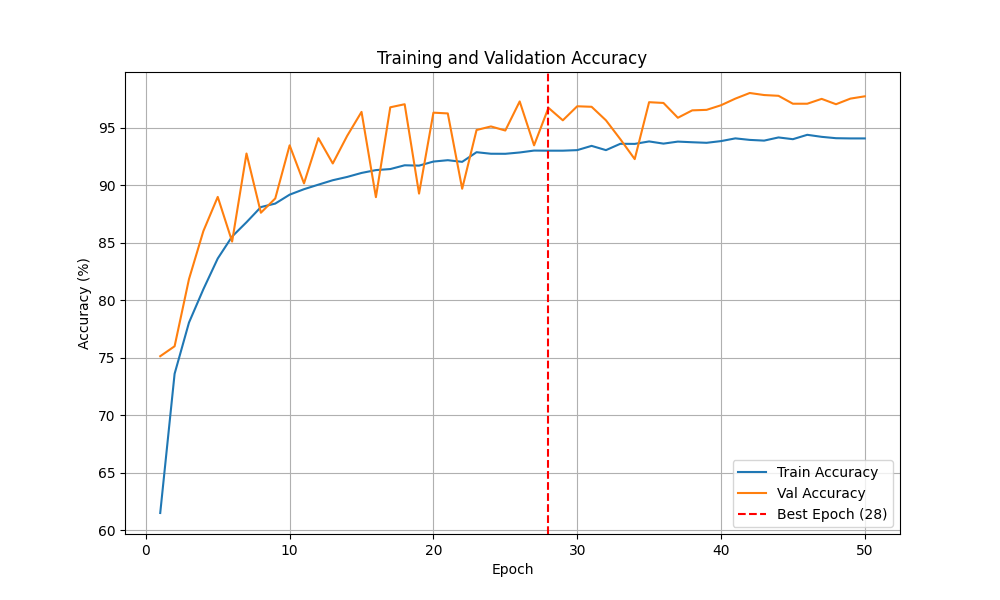 Training and Validation Accuracy
Accuracy (%)
95
90
85
80
75
70
65
60
0 10 20 30 40 50
Epoch
Train Accuracy
Val Accuracy
Best Epoch (28)